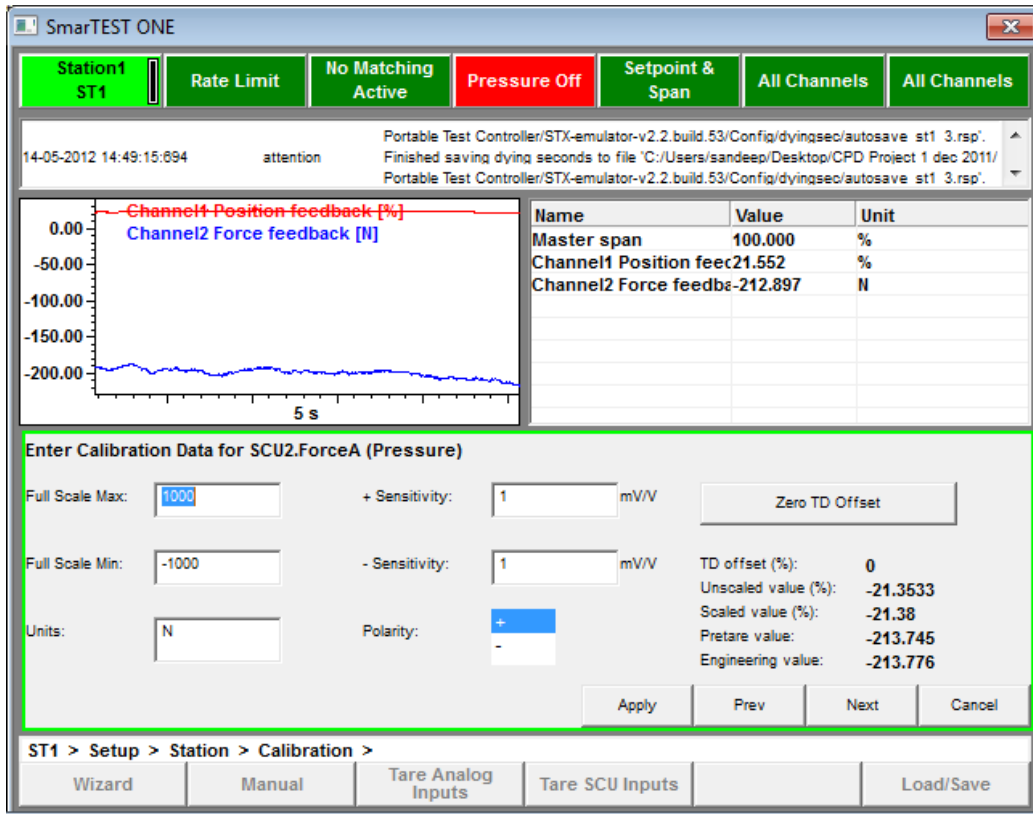 SmarTEST ONE
Station1 ST1
Rate Limit
No Matching Active
Pressure Off
Setpoint & Span
All Channels
All Channels
Portable Test Controller/STX-emulator-v2.2.build.53/Config/dyingsec/autosave_st1_3.rsp'.
14-05-2012 14:49:15:694 attention Finished saving dying seconds to file 'C:/Users/sandeep/Desktop/CPD Project 1 dec 2011/
Portable Test Controller/STX-emulator-v2.2.build.53/Config/dyingsec/autosave_st1_3.rsp'.
Channel1 Position feedback [%]
Channel2 Force feedback [N]
0.00
-50.00
-100.00
-150.00
-200.00
5 s
Name Value Unit
Master span 100.000 %
Channel1 Position feec 21.552 %
Channel2 Force feedba -212.897 N
Enter Calibration Data for SCU2.ForceA (Pressure)
Full Scale Max: 1000 + Sensitivity: 1 mV/V Zero TD Offset
Full Scale Min: -1000 - Sensitivity: 1 mV/V TD offset (%): 0
Unscaled value (%): -21.3533
Scaled value (%): -21.38
Units: N Polarity: + -
Pretare value: -213.745
Engineering value: -213.776
Apply Prev Next Cancel
ST1 > Setup > Station > Calibration >
Wizard
Manual
Tare Analog Inputs
Tare SCU Inputs
Load/Save